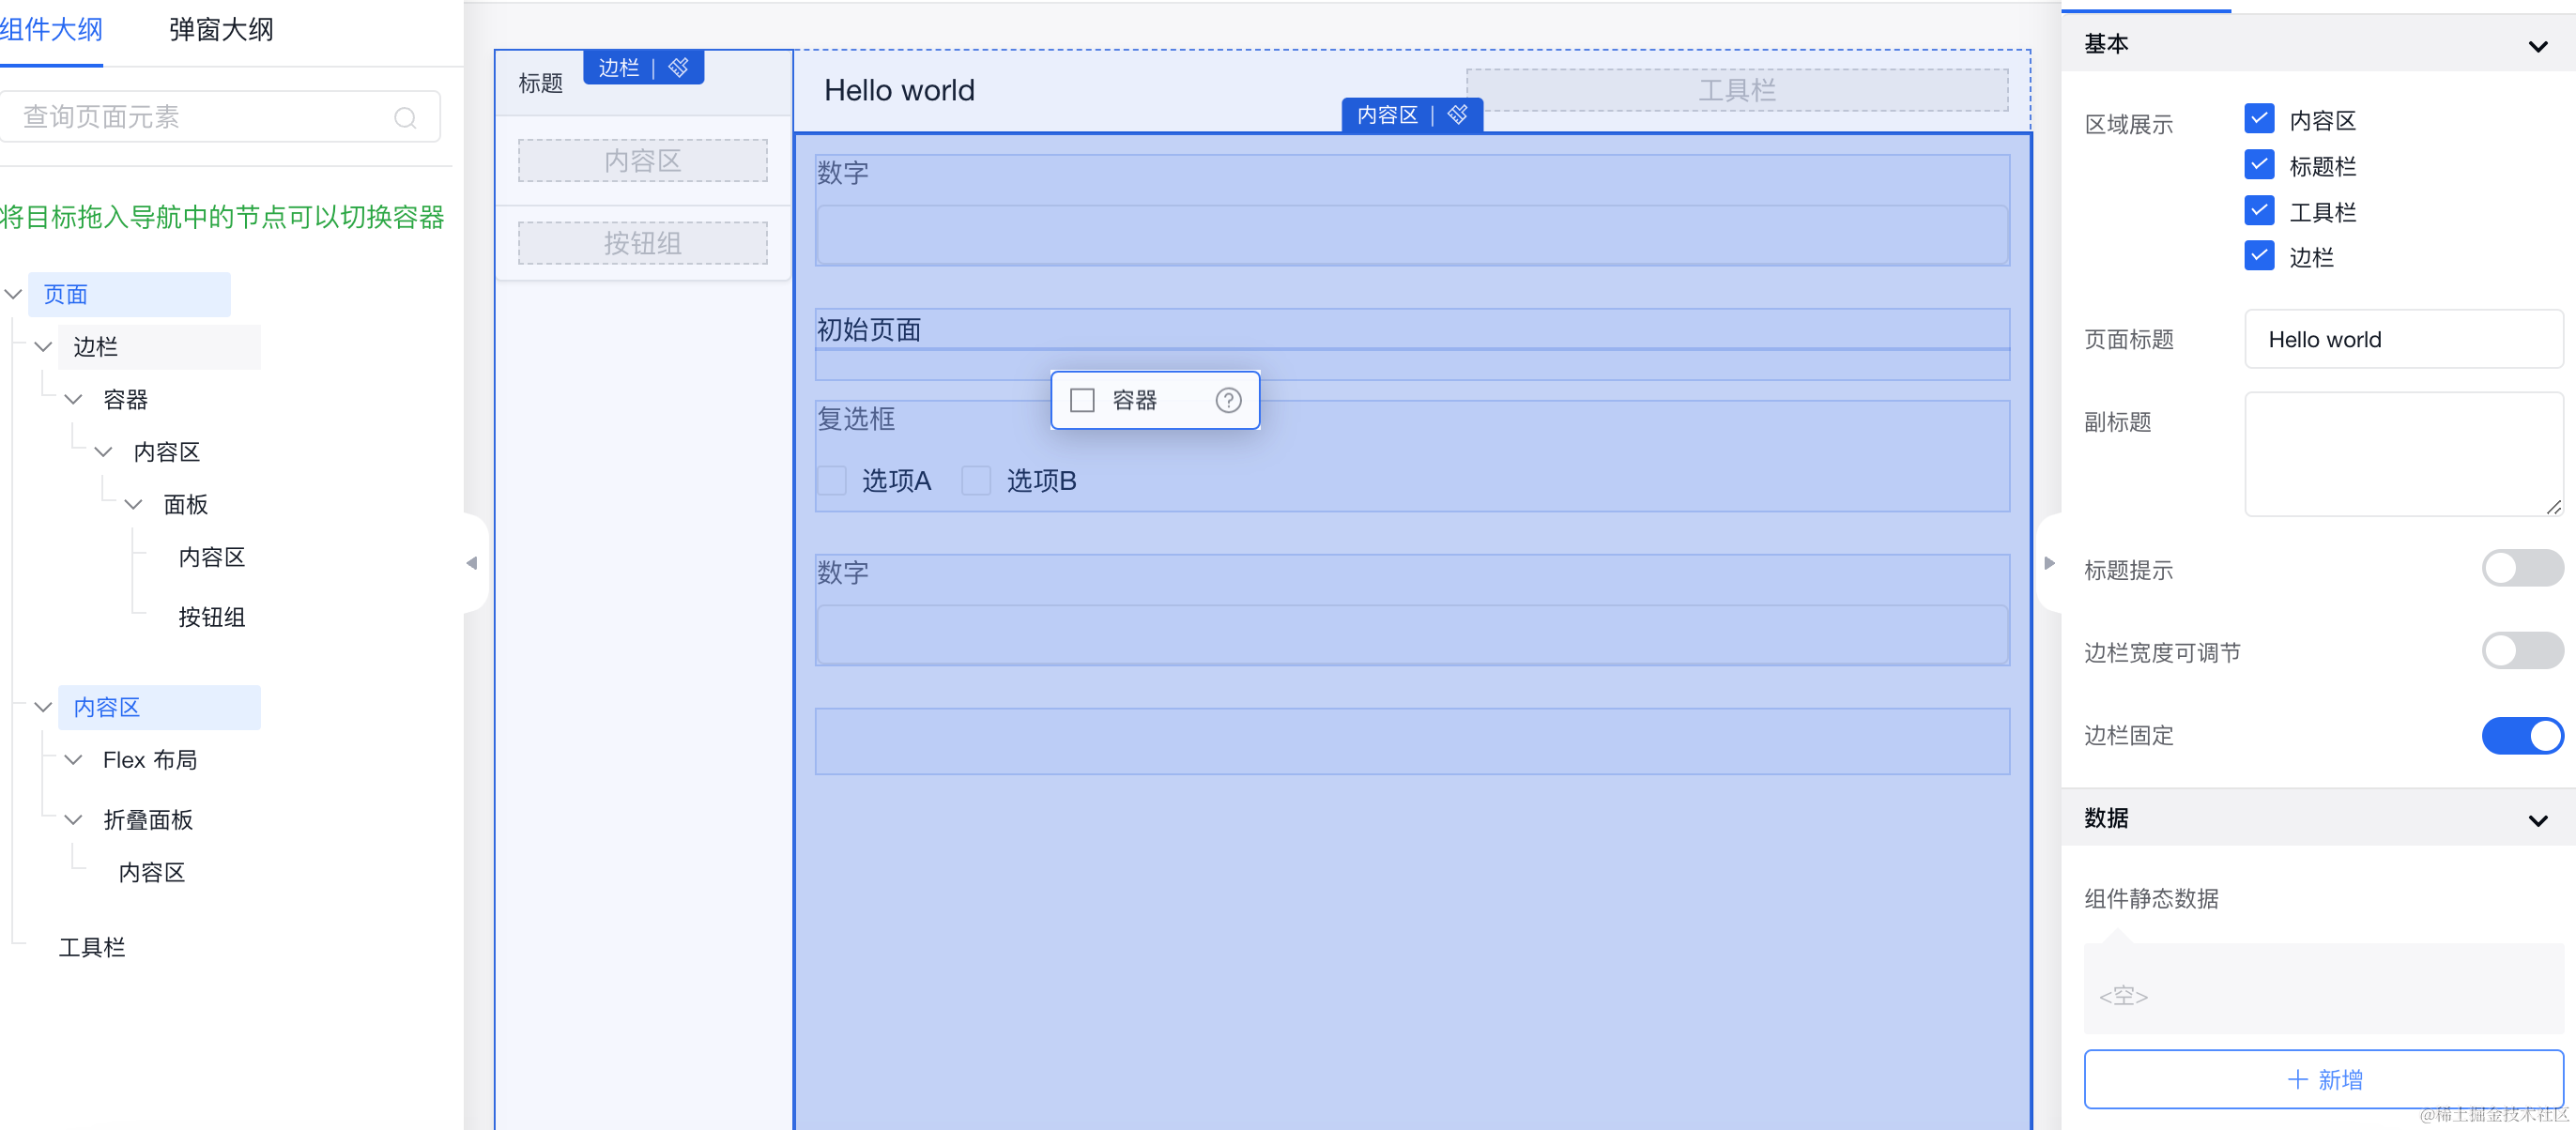 组件大纲
弹窗大纲
查询页面元素
将目标拖入导航中的节点可以切换容器
页面
边栏
容器
内容区
面板
内容区
按钮组
内容区
Flex 布局
折叠面板
内容区
工具栏
标题
边栏
内容区
按钮组
Hello world
工具栏
内容区
数字
初始页面
容器
复选框
选项A
选项B
数字
基本
区域展示
内容区
标题栏
工具栏
边栏
页面标题
Hello world
副标题
标题提示
边栏宽度可调节
边栏固定
数据
组件静态数据
<空>
新增
@稀土掘金技术社区